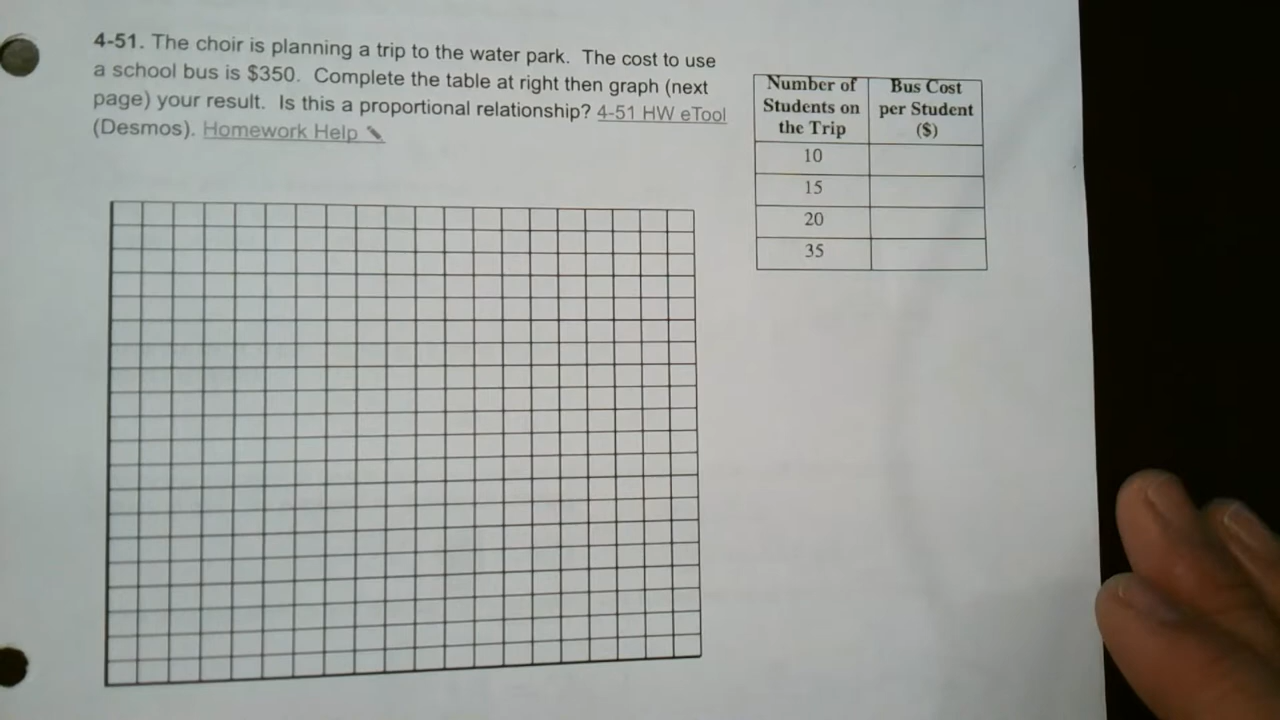 4-51. The choir is planning a trip to the water park. The cost to use
a school bus is $350. Complete the table at right then graph (next
page) your result. Is this a proportional relationship? 4-51 HW eTool
(Desmos). Homework Help ✎
Number of Students on the Trip
Bus Cost per Student ($)
10
15
20
35